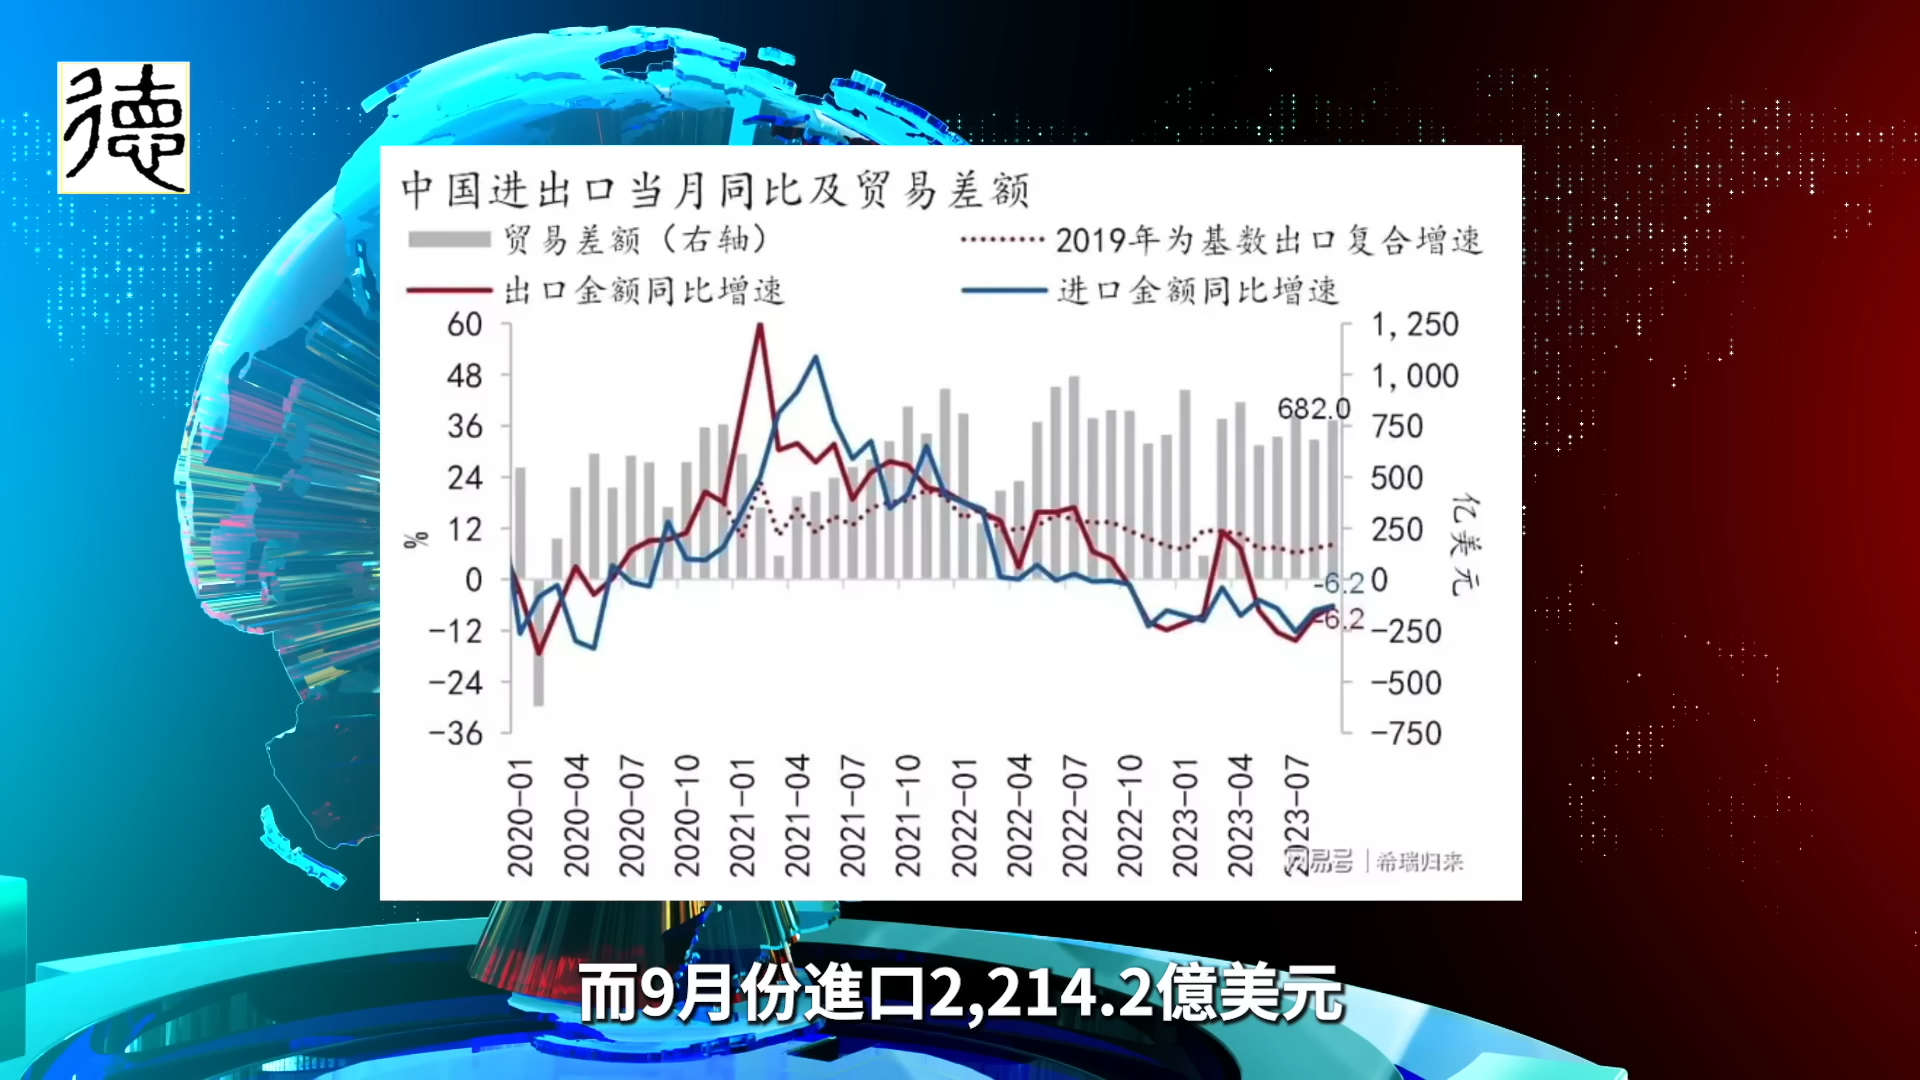 德
中国进出口当月同比及贸易差额
贸易差额（右轴） 2019年为基数出口复合增速
出口金额同比增速 进口金额同比增速
60 1,250
48 1,000
682.0
36 750
24 500
12 250
0 -6.2 0
-6.2
-12 -250
-24 -500
-36 -750
%
亿美元
2020-01 2020-04 2020-07 2020-10 2021-01 2021-04 2021-07 2021-10 2022-01 2022-04 2022-07 2022-10 2023-01 2023-04 2023-07
网易号 | 希瑞归来
而9月份進口2,214.2億美元